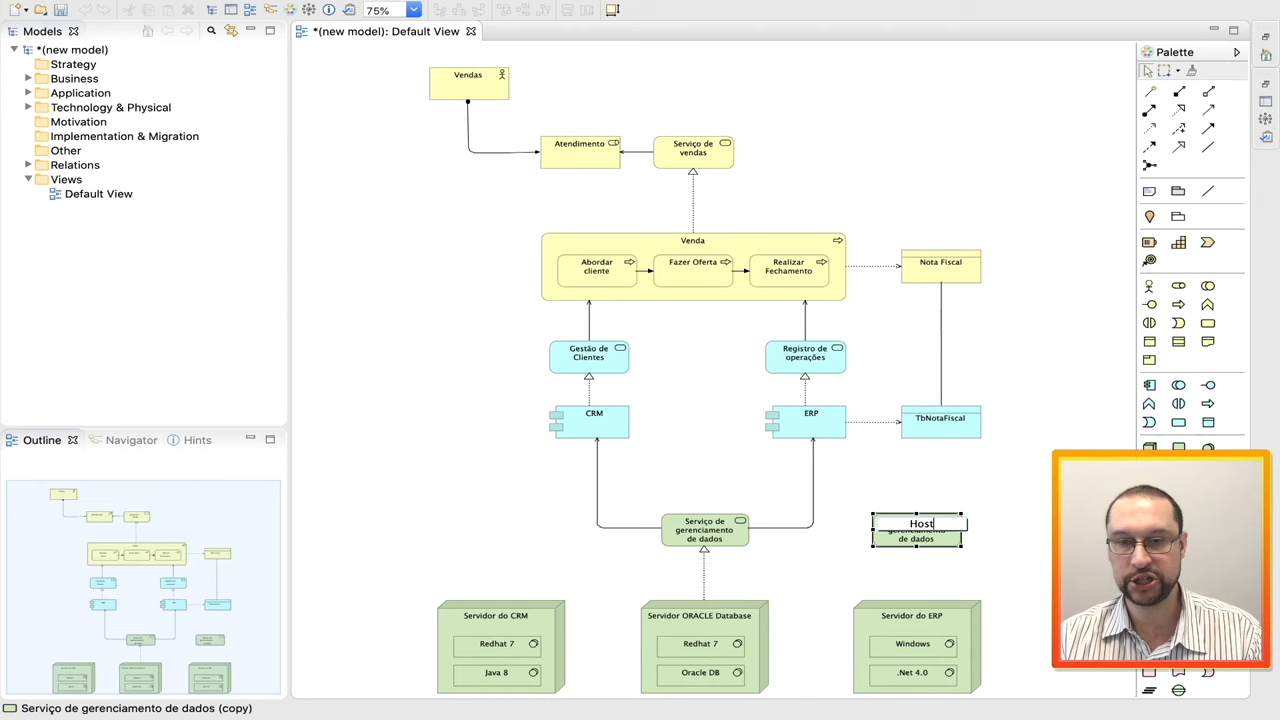 75%
Models
*(new model): Default View
*(new model)
Strategy
Business
Application
Technology & Physical
Motivation
Implementation & Migration
Other
Relations
Views
Default View
Palette
Vendas
Atendimento
Serviço de
vendas
Venda
Abordar
cliente
Fazer Oferta
Realizar
Fechamento
Nota Fiscal
Gestão de
Clientes
Registro de
operações
CRM
ERP
TbNotaFiscal
Outline
Navigator
Hints
Serviço de
gerenciamento
de dados
Host
gerenciamento
de dados
Servidor do CRM
Redhat 7
Java 8
Servidor ORACLE Database
Redhat 7
Oracle DB
Servidor do ERP
Windows
.Net 4.0
Serviço de gerenciamento de dados (copy)